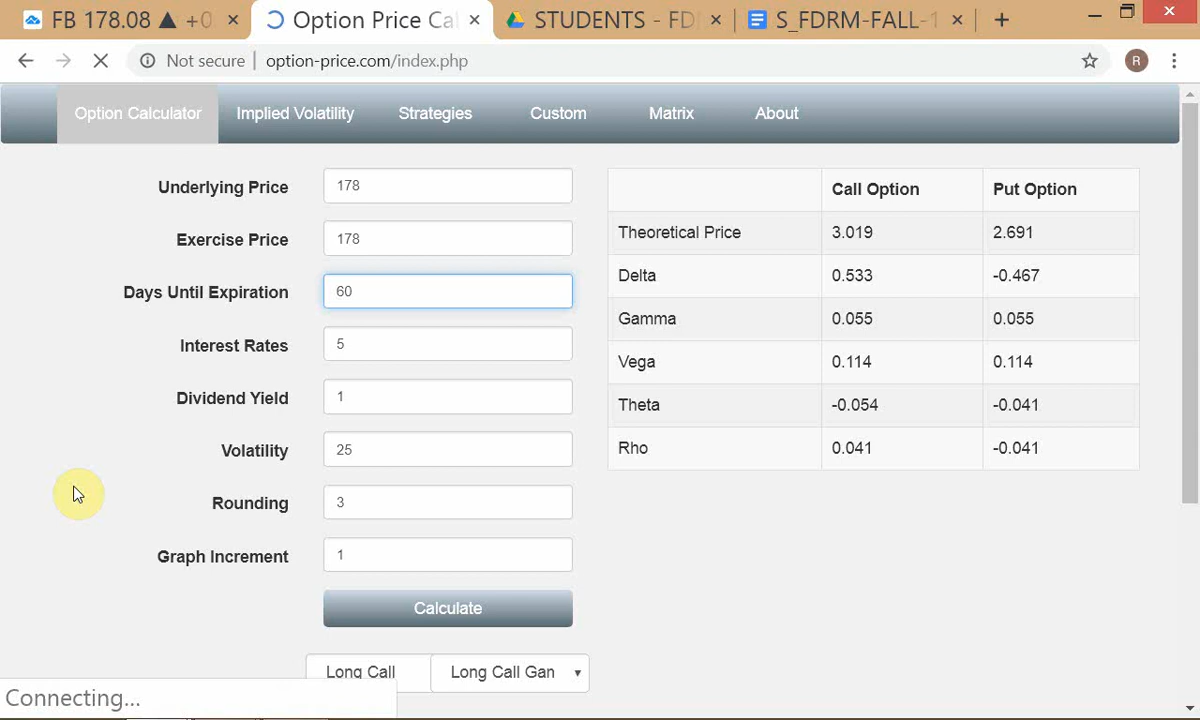 FB 178.08 ▲ +0 × Option Price Cal × STUDENTS - FD × S_FDRM-FALL-1 × +
Not secure | option-price.com/index.php R
Option Calculator Implied Volatility Strategies Custom Matrix About
Underlying Price 178
Exercise Price 178
Days Until Expiration 60
Interest Rates 5
Dividend Yield 1
Volatility 25
Rounding 3
Graph Increment 1
Calculate
Long Call Long Call Gan
Call Option Put Option
Theoretical Price 3.019 2.691
Delta 0.533 -0.467
Gamma 0.055 0.055
Vega 0.114 0.114
Theta -0.054 -0.041
Rho 0.041 -0.041
Connecting...